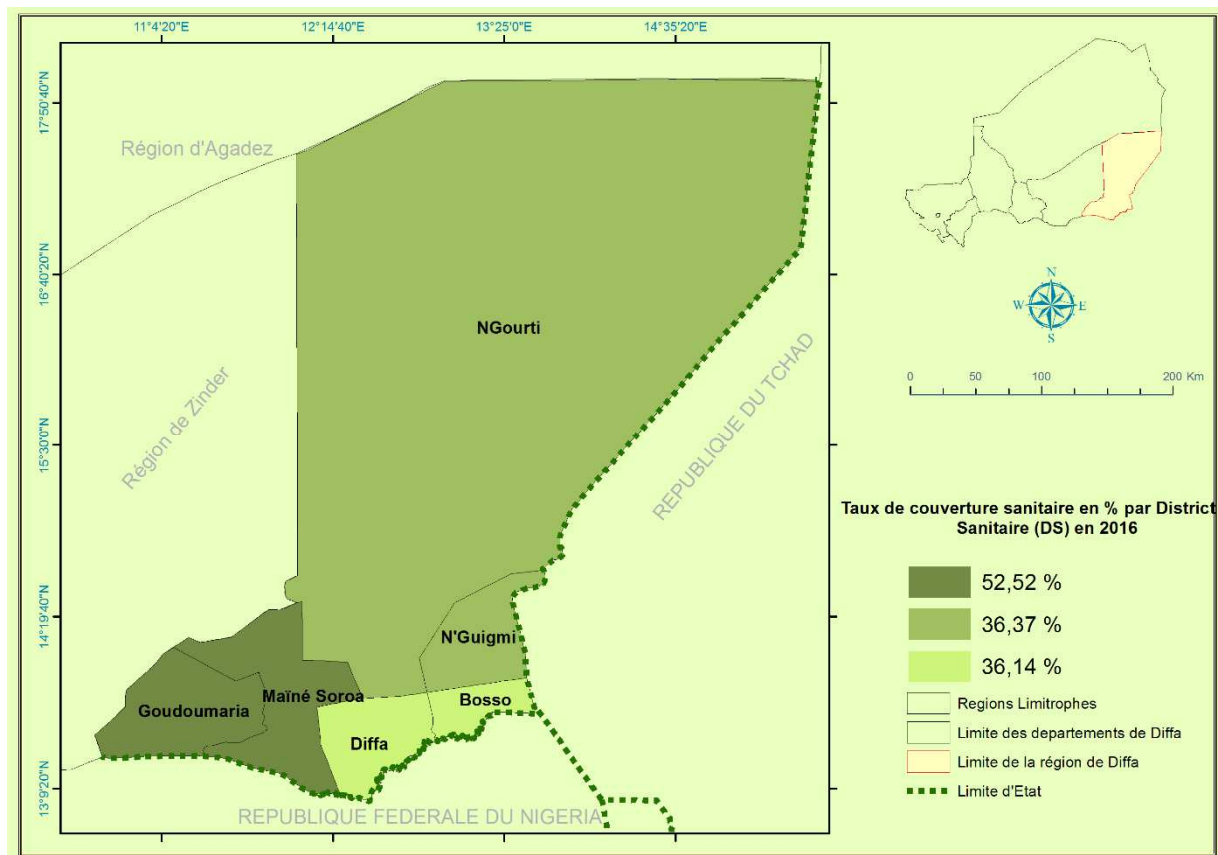 11°4'20"E
12°14'40"E
13°25'0"E
14°35'20"E
17°50'40"N
16°40'20"N
15°30'0"N
14°19'40"N
13°9'20"N
Région d'Agadez
NGourti
Région de Zinder
REPUBLIQUE DU TCHAD
N'Guigmi
Maïné Soroa
Bosso
Goudoumaria
Diffa
REPUBLIQUE FEDERALE DU NIGERIA
N
W
E
S
0 50 100 200 Km
Taux de couverture sanitaire en % par District
Sanitaire (DS) en 2016
52,52 %
36,37 %
36,14 %
Regions Limitrophes
Limite des departements de Diffa
Limite de la région de Diffa
Limite d'Etat